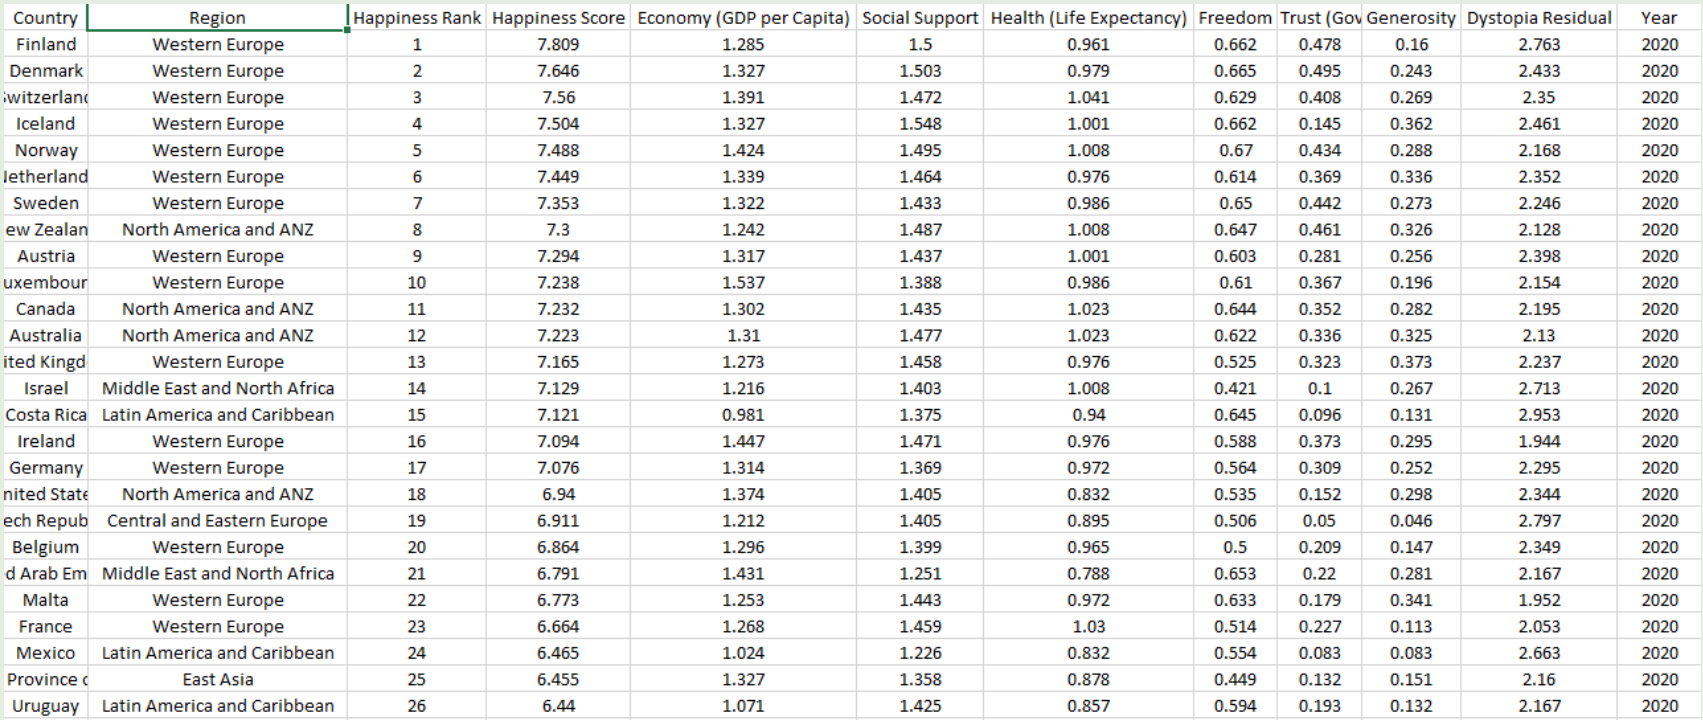 Country Region Happiness Rank Happiness Score Economy (GDP per Capita) Social Support Health (Life Expectancy) Freedom Trust (Gov Generosity Dystopia Residual Year
Finland Western Europe 1 7.809 1.285 1.5 0.961 0.662 0.478 0.16 2.763 2020
Denmark Western Europe 2 7.646 1.327 1.503 0.979 0.665 0.495 0.243 2.433 2020
witzerland Western Europe 3 7.56 1.391 1.472 1.041 0.629 0.408 0.269 2.35 2020
Iceland Western Europe 4 7.504 1.327 1.548 1.001 0.662 0.145 0.362 2.461 2020
Norway Western Europe 5 7.488 1.424 1.495 1.008 0.67 0.434 0.288 2.168 2020
etherland Western Europe 6 7.449 1.339 1.464 0.976 0.614 0.369 0.336 2.352 2020
Sweden Western Europe 7 7.353 1.322 1.433 0.986 0.65 0.442 0.273 2.246 2020
ew Zealan North America and ANZ 8 7.3 1.242 1.487 1.008 0.647 0.461 0.326 2.128 2020
Austria Western Europe 9 7.294 1.317 1.437 1.001 0.603 0.281 0.256 2.398 2020
uxembour Western Europe 10 7.238 1.537 1.388 0.986 0.61 0.367 0.196 2.154 2020
Canada North America and ANZ 11 7.232 1.302 1.435 1.023 0.644 0.352 0.282 2.195 2020
Australia North America and ANZ 12 7.223 1.31 1.477 1.023 0.622 0.336 0.325 2.13 2020
ited Kingd Western Europe 13 7.165 1.273 1.458 0.976 0.525 0.323 0.373 2.237 2020
Israel Middle East and North Africa 14 7.129 1.216 1.403 1.008 0.421 0.1 0.267 2.713 2020
Costa Rica Latin America and Caribbean 15 7.121 0.981 1.375 0.94 0.645 0.096 0.131 2.953 2020
Ireland Western Europe 16 7.094 1.447 1.471 0.976 0.588 0.373 0.295 1.944 2020
Germany Western Europe 17 7.076 1.314 1.369 0.972 0.564 0.309 0.252 2.295 2020
nited State North America and ANZ 18 6.94 1.374 1.405 0.832 0.535 0.152 0.298 2.344 2020
ech Repub Central and Eastern Europe 19 6.911 1.212 1.405 0.895 0.506 0.05 0.046 2.797 2020
Belgium Western Europe 20 6.864 1.296 1.399 0.965 0.5 0.209 0.147 2.349 2020
d Arab Em Middle East and North Africa 21 6.791 1.431 1.251 0.788 0.653 0.22 0.281 2.167 2020
Malta Western Europe 22 6.773 1.253 1.443 0.972 0.633 0.179 0.341 1.952 2020
France Western Europe 23 6.664 1.268 1.459 1.03 0.514 0.227 0.113 2.053 2020
Mexico Latin America and Caribbean 24 6.465 1.024 1.226 0.832 0.554 0.083 0.083 2.663 2020
Province East Asia 25 6.455 1.327 1.358 0.878 0.449 0.132 0.151 2.16 2020
Uruguay Latin America and Caribbean 26 6.44 1.071 1.425 0.857 0.594 0.193 0.132 2.167 2020